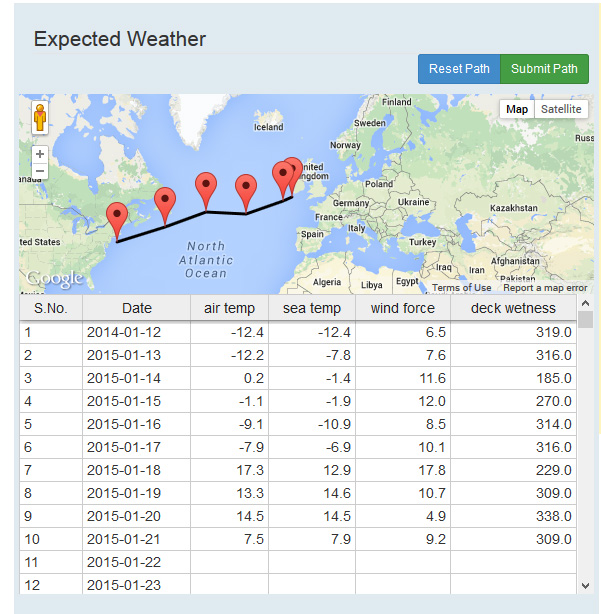 Expected Weather
Reset Path Submit Path
Map Satellite
Finland
Sweden
Iceland
Norway
Russ
United
Kingdom
Poland
Germany Ukraine
Kazakhstan
France
Italy
ted States
North
Atlantic
Ocean
Spain
Turkey
Afghanistan
Iraq Iran
Pakistan
Google
Algeria Libya Egypt
Terms of Use Report a map error
S.No. Date air temp sea temp wind force deck wetness
1 2014-01-12 -12.4 -12.4 6.5 319.0
2 2015-01-13 -12.2 -7.8 7.6 316.0
3 2015-01-14 0.2 -1.4 11.6 185.0
4 2015-01-15 -1.1 -1.9 12.0 270.0
5 2015-01-16 -9.1 -10.9 8.5 314.0
6 2015-01-17 -7.9 -6.9 10.1 316.0
7 2015-01-18 17.3 12.9 17.8 229.0
8 2015-01-19 13.3 14.6 10.7 309.0
9 2015-01-20 14.5 14.5 4.9 338.0
10 2015-01-21 7.5 7.9 9.2 309.0
11 2015-01-22
12 2015-01-23